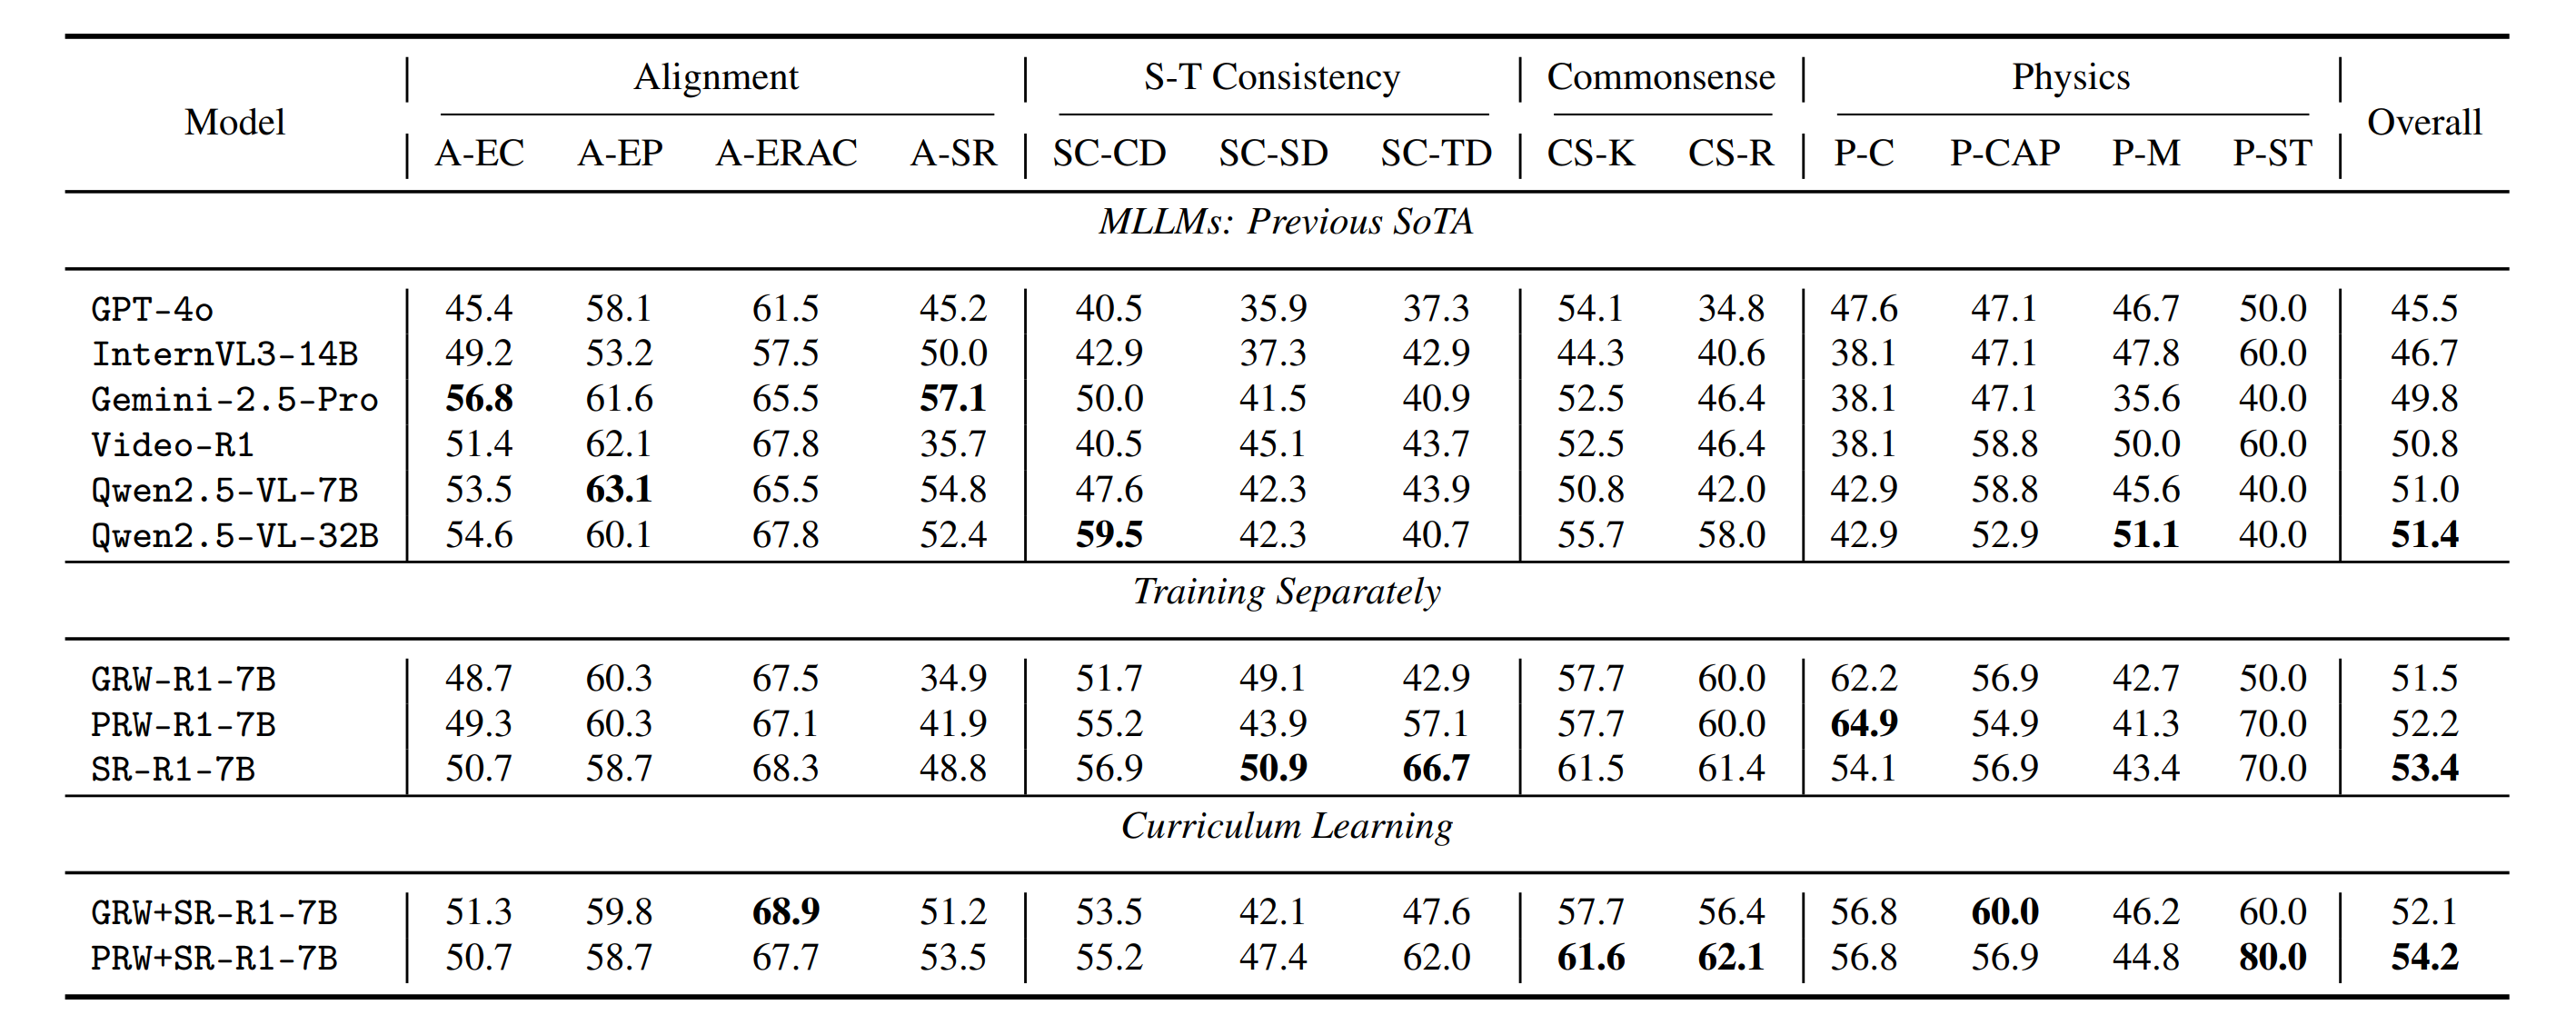 Model Alignment S-T Consistency Commonsense Physics Overall
A-EC A-EP A-ERAC A-SR SC-CD SC-SD SC-TD CS-K CS-R P-C P-CAP P-M P-ST
MLLMs: Previous SoTA
GPT-4o 45.4 58.1 61.5 45.2 40.5 35.9 37.3 54.1 34.8 47.6 47.1 46.7 50.0 45.5
InternVL3-14B 49.2 53.2 57.5 50.0 42.9 37.3 42.9 44.3 40.6 38.1 47.1 47.8 60.0 46.7
Gemini-2.5-Pro 56.8 61.6 65.5 57.1 50.0 41.5 40.9 52.5 46.4 38.1 47.1 35.6 40.0 49.8
Video-R1 51.4 62.1 67.8 35.7 40.5 45.1 43.7 52.5 46.4 38.1 58.8 50.0 60.0 50.8
Qwen2.5-VL-7B 53.5 63.1 65.5 54.8 47.6 42.3 43.9 50.8 42.0 42.9 58.8 45.6 40.0 51.0
Qwen2.5-VL-32B 54.6 60.1 67.8 52.4 59.5 42.3 40.7 55.7 58.0 42.9 52.9 51.1 40.0 51.4
Training Separately
GRW-R1-7B 48.7 60.3 67.5 34.9 51.7 49.1 42.9 57.7 60.0 62.2 56.9 42.7 50.0 51.5
PRW-R1-7B 49.3 60.3 67.1 41.9 55.2 43.9 57.1 57.7 60.0 64.9 54.9 41.3 70.0 52.2
SR-R1-7B 50.7 58.7 68.3 48.8 56.9 50.9 66.7 61.5 61.4 54.1 56.9 43.4 70.0 53.4
Curriculum Learning
GRW+SR-R1-7B 51.3 59.8 68.9 51.2 53.5 42.1 47.6 57.7 56.4 56.8 60.0 46.2 60.0 52.1
PRW+SR-R1-7B 50.7 58.7 67.7 53.5 55.2 47.4 62.0 61.6 62.1 56.8 56.9 44.8 80.0 54.2